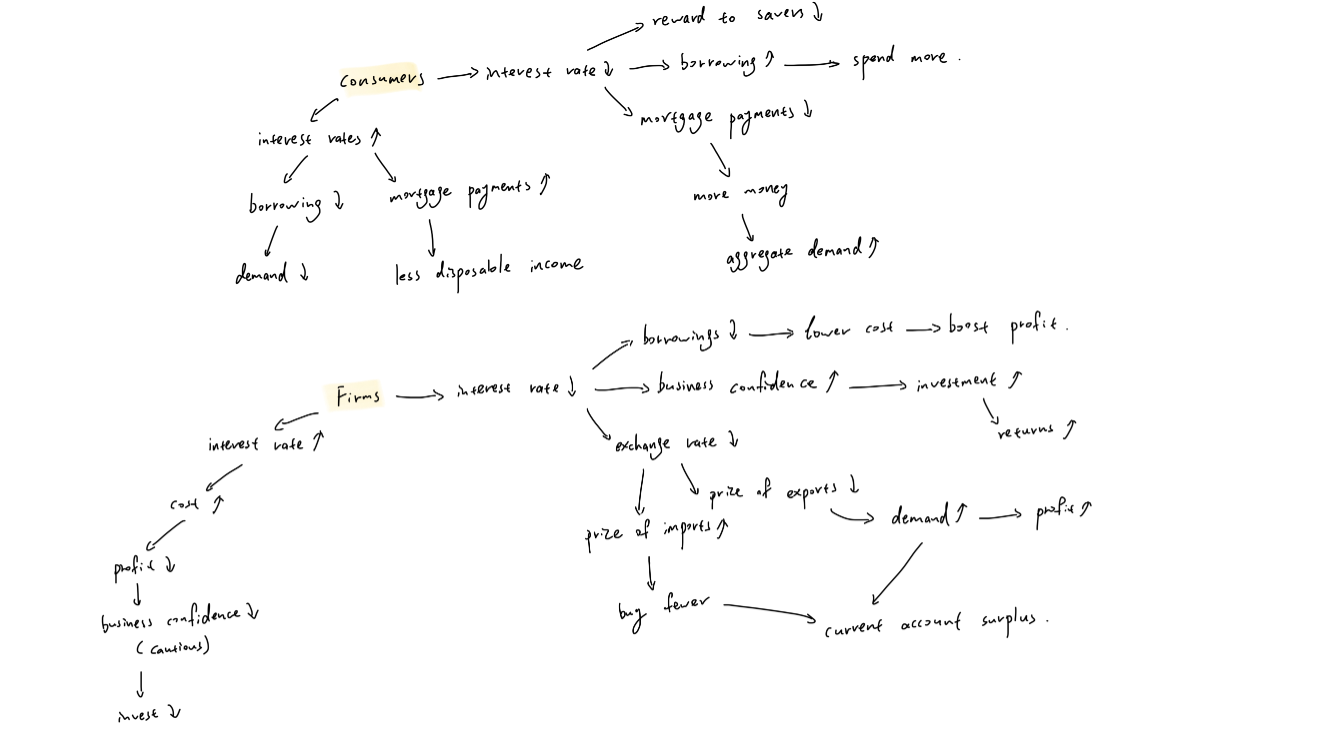 reward to savers ↓
Consumers → interest rate ↓ → borrowing ↑ → spend more .
mortgage payments ↓
interest rates ↑
borrowing ↓
mortgage payments ↑
more money
demand ↓
less disposable income
aggregate demand ↑
borrowings ↓ → lower cost → boost profit .
Firms → interest rate ↓ → business confidence ↑ → investment ↑
returns ↑
interest rate ↑
exchange rate ↓
cost ↑
prize of exports ↓
prize of imports ↑
demand ↑ → profit ↑
profit ↓
business confidence ↓
(cautious)
buy fewer → current account surplus .
invest ↓